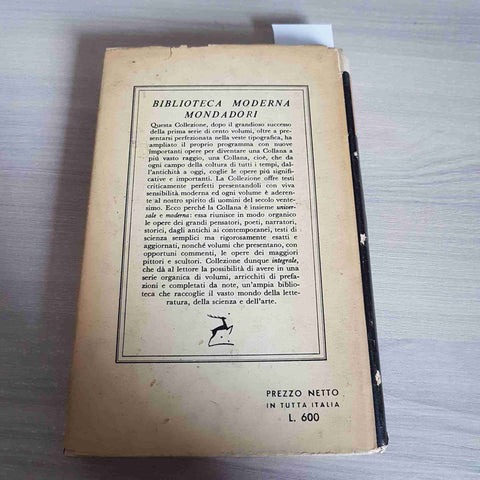 BIBLIOTECA MODERNA
MONDADORI
Questa Collezione, dopo il grandioso successo
della prima serie di cento volumi, oltre a pre-
sentarsi perfezionata nella veste tipografica, ha
ampliato il proprio programma con nuove
importanti opere per diventare una Collana a
più vasto raggio, una Collana, cioè, che da
ogni campo della coltura di tutti i tempi, dal-
l'antichità a oggi, coglie le opere più signi-
ficative e importanti. La Collezione offre testi
criticamente perfetti presentandoli con viva
sensibilità moderna ed ogni volume è aderen-
te al nostro spirito di uomini del secolo vente-
simo. Ecco perché la Collana è insieme univer-
sale e moderna: essa riunisce in modo organico
le opere dei grandi pensatori, poeti, narratori,
storici, dagli antichi ai contemporanei, testi di
scienza semplici ma rigorosamente esatti e
aggiornati, nonché volumi che presentano, con
opportuni commenti, le opere dei maggiori
pittori e scultori. Collezione dunque integrale,
che dà al lettore la possibilità di avere in una
serie organica di volumi, arricchiti di prefa-
zioni e completati da note, un'ampia biblio-
teca che raccoglie il vasto mondo della lette-
ratura, della scienza e dell'arte.
PREZZO NETTO
IN TUTTA ITALIA
L. 600